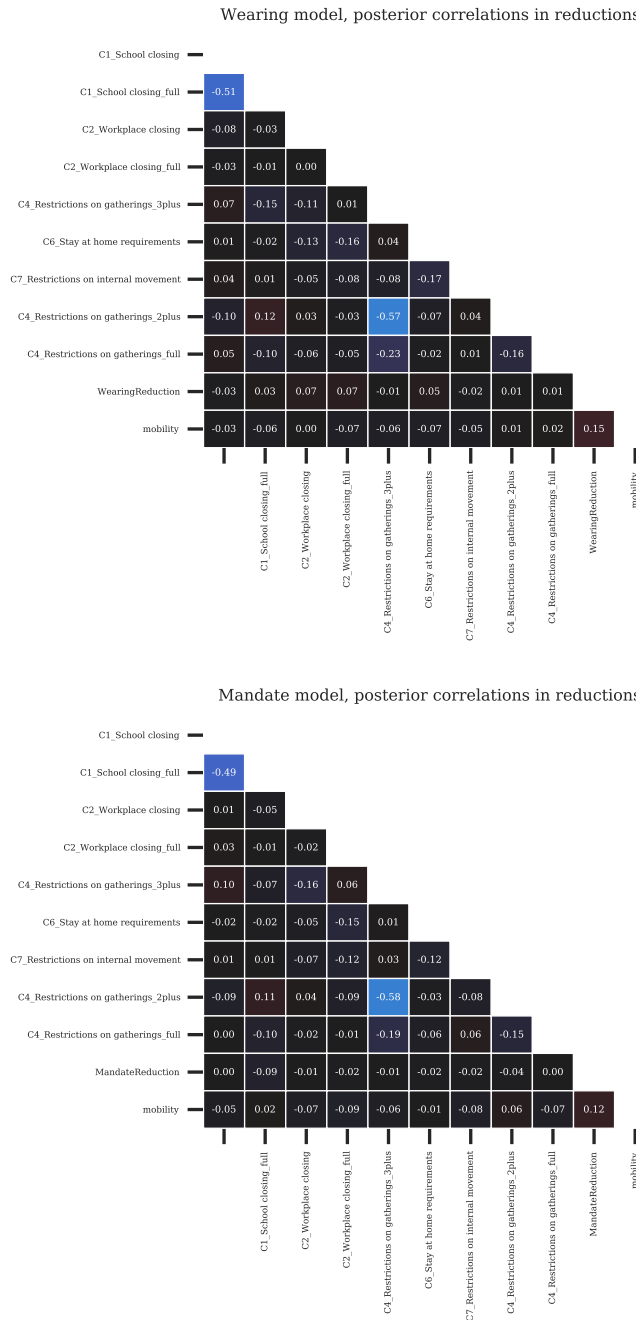 Wearing model, posterior correlations in reductions
C1_School closing
C1_School closing_full -0.51
C2_Workplace closing -0.08 -0.03
C2_Workplace closing_full -0.03 -0.01 0.00
C4_Restrictions on gatherings_3plus 0.07 -0.15 -0.11 0.01
C6_Stay at home requirements 0.01 -0.02 -0.13 -0.16 0.04
C7_Restrictions on internal movement 0.04 0.01 -0.05 -0.08 -0.08 -0.17
C4_Restrictions on gatherings_2plus -0.10 0.12 0.03 -0.03 -0.57 -0.07 0.04
C4_Restrictions on gatherings_full 0.05 -0.10 -0.06 -0.05 -0.23 -0.02 0.01 -0.16
WearingReduction -0.03 0.03 0.07 0.07 -0.01 0.05 -0.02 0.01 0.01
mobility -0.03 -0.06 0.00 -0.07 -0.06 -0.07 -0.05 0.01 0.02 0.15
C1_School closing_full
C2_Workplace closing
C2_Workplace closing_full
C4_Restrictions on gatherings_3plus
C6_Stay at home requirements
C7_Restrictions on internal movement
C4_Restrictions on gatherings_2plus
C4_Restrictions on gatherings_full
WearingReduction
mobility
Mandate model, posterior correlations in reductions
C1_School closing
C1_School closing_full -0.49
C2_Workplace closing 0.01 -0.05
C2_Workplace closing_full 0.03 -0.01 -0.02
C4_Restrictions on gatherings_3plus 0.10 -0.07 -0.16 0.06
C6_Stay at home requirements -0.02 -0.02 -0.05 -0.15 0.01
C7_Restrictions on internal movement 0.01 0.01 -0.07 -0.12 0.03 -0.12
C4_Restrictions on gatherings_2plus -0.09 0.11 0.04 -0.09 -0.58 -0.03 -0.08
C4_Restrictions on gatherings_full 0.00 -0.10 -0.02 -0.01 -0.19 -0.06 0.06 -0.15
MandateReduction 0.00 -0.09 -0.01 -0.02 -0.01 -0.02 -0.02 -0.04 0.00
mobility -0.05 0.02 -0.07 -0.09 -0.06 -0.01 -0.08 0.06 -0.07 0.12
C1_School closing_full
C2_Workplace closing
C2_Workplace closing_full
C4_Restrictions on gatherings_3plus
C6_Stay at home requirements
C7_Restrictions on internal movement
C4_Restrictions on gatherings_2plus
C4_Restrictions on gatherings_full
MandateReduction
mobility